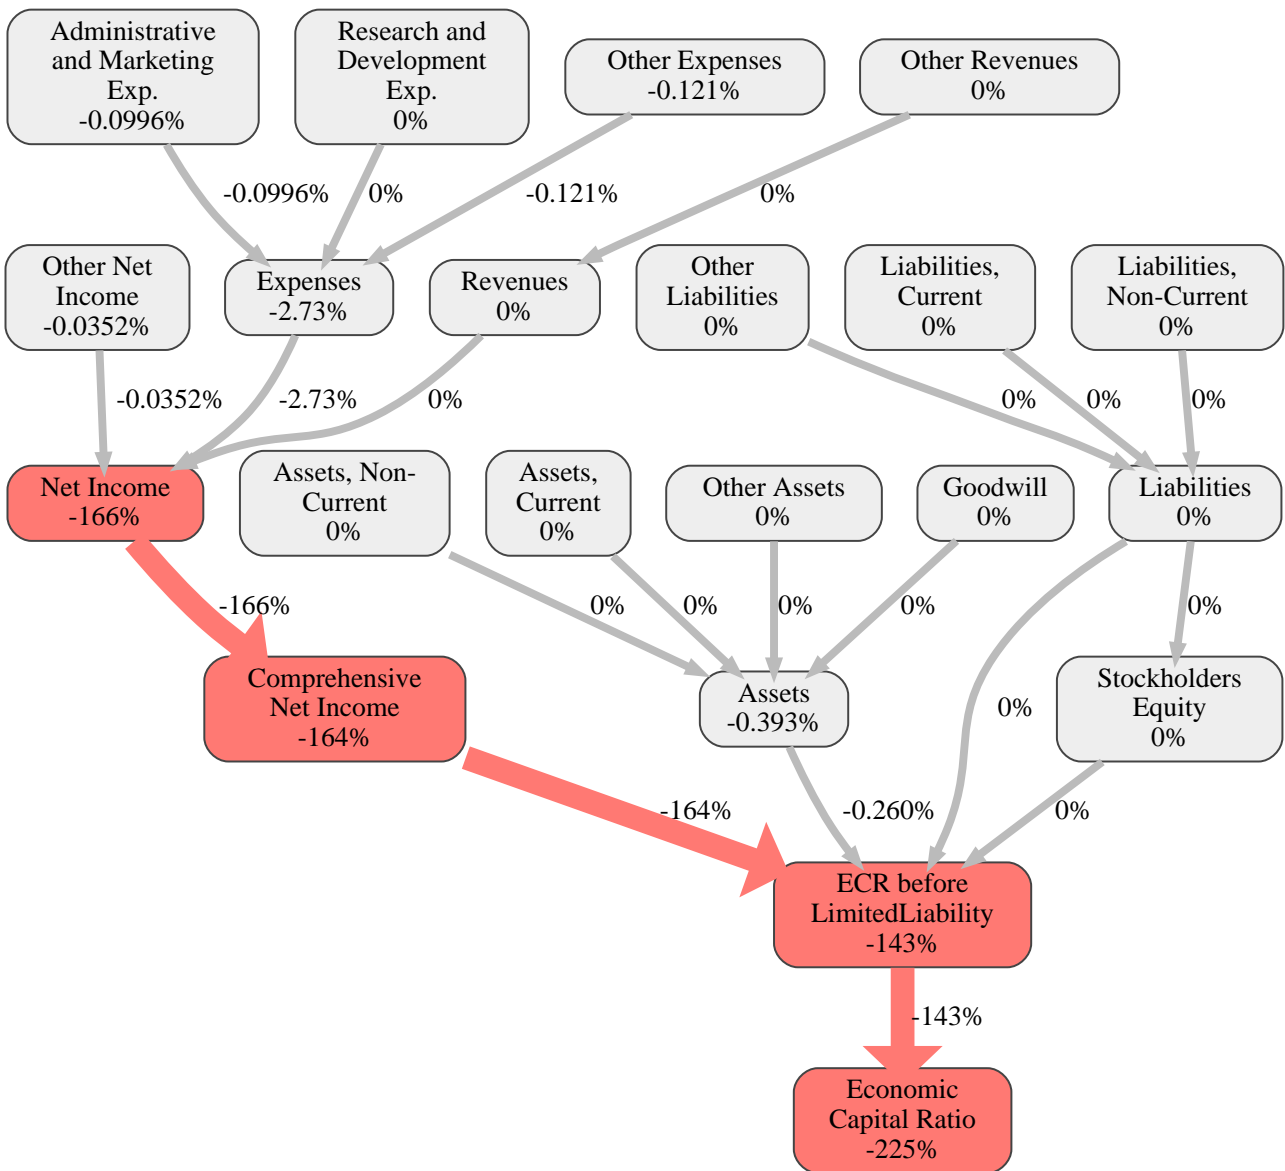 Administrative
and Marketing
Exp.
-0.0996%
Research and
Development
Exp.
0%
Other Expenses
-0.121%
Other Revenues
0%
-0.0996%
0%
-0.121%
0%
Other Net
Income
-0.0352%
Expenses
-2.73%
Revenues
0%
Other
Liabilities
0%
Liabilities,
Current
0%
Liabilities,
Non-Current
0%
-0.0352%
-2.73%
0%
0%
0%
0%
Net Income
-166%
Assets, Non-
Current
0%
Assets,
Current
0%
Other Assets
0%
Goodwill
0%
Liabilities
0%
-166%
0%
0%
0%
0%
0%
0%
Comprehensive
Net Income
-164%
Assets
-0.393%
Stockholders
Equity
0%
-164%
-0.260%
0%
ECR before
LimitedLiability
-143%
-143%
Economic
Capital Ratio
-225%